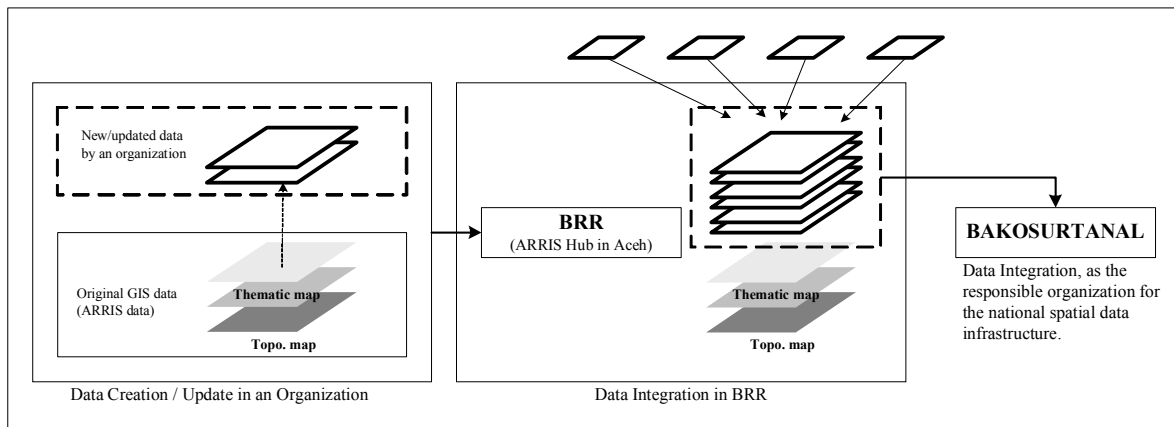 New/updated data
by an organization
Original GIS data
(ARRIS data)
Thematic map
Topo. map
Data Creation / Update in an Organization
BRR
(ARRIS Hub in Aceh)
Thematic map
Topo. map
Data Integration in BRR
BAKOSURTANAL
Data Integration, as the
responsible organization for
the national spatial data
infrastructure.